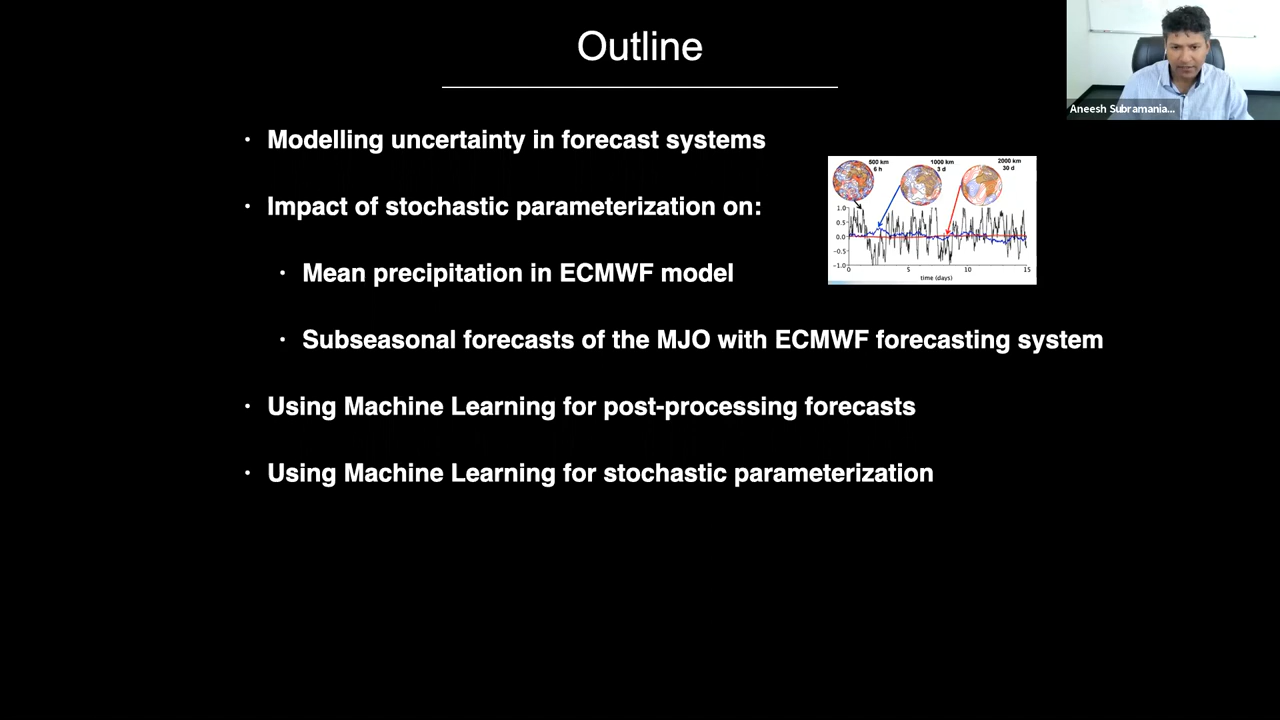 Outline
Aneesh Subramania...
• Modelling uncertainty in forecast systems
500 km
6 h
1000 km
3 d
2000 km
30 d
• Impact of stochastic parameterization on:
1.0
0.5
0.0
−0.5
−1.0
0
5
10
15
time (days)
• Mean precipitation in ECMWF model
• Subseasonal forecasts of the MJO with ECMWF forecasting system
• Using Machine Learning for post-processing forecasts
• Using Machine Learning for stochastic parameterization